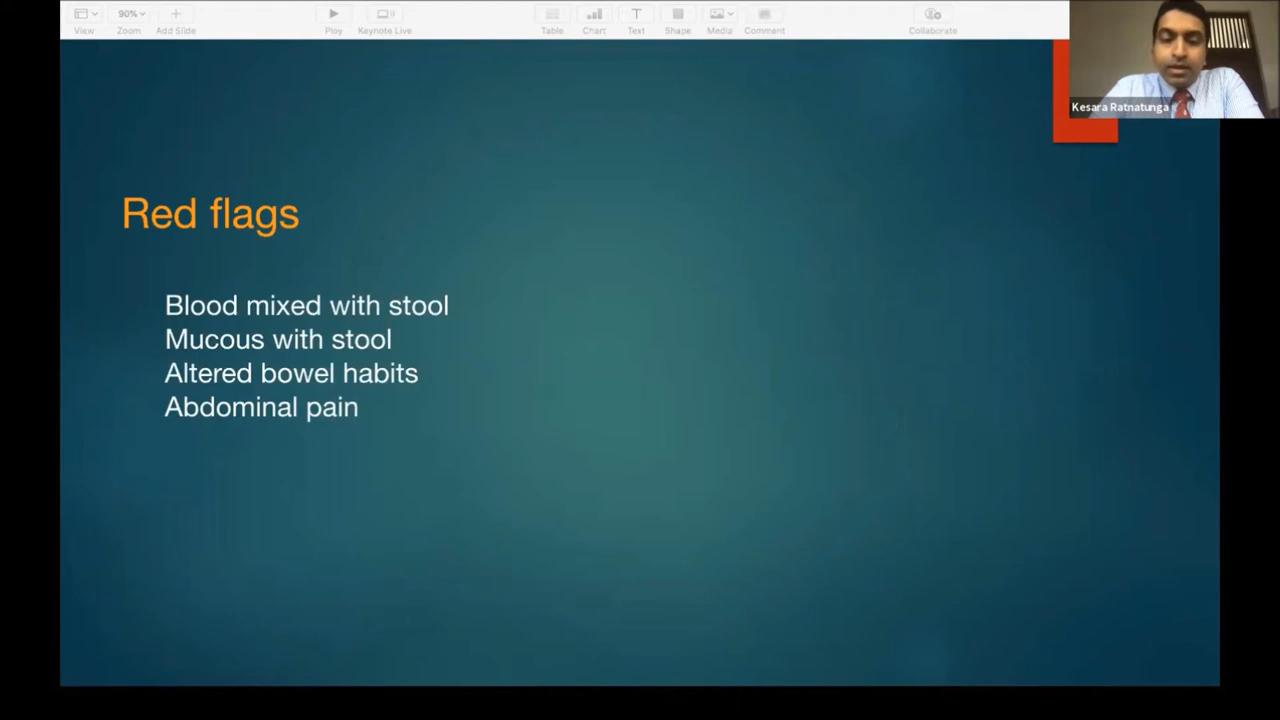 90%
View
Zoom
Add Slide
Play
Keynote Live
Table
Chart
Text
Shape
Media
Comment
Collaborate
Kesara Ratnatunga
Red flags
Blood mixed with stool
Mucous with stool
Altered bowel habits
Abdominal pain